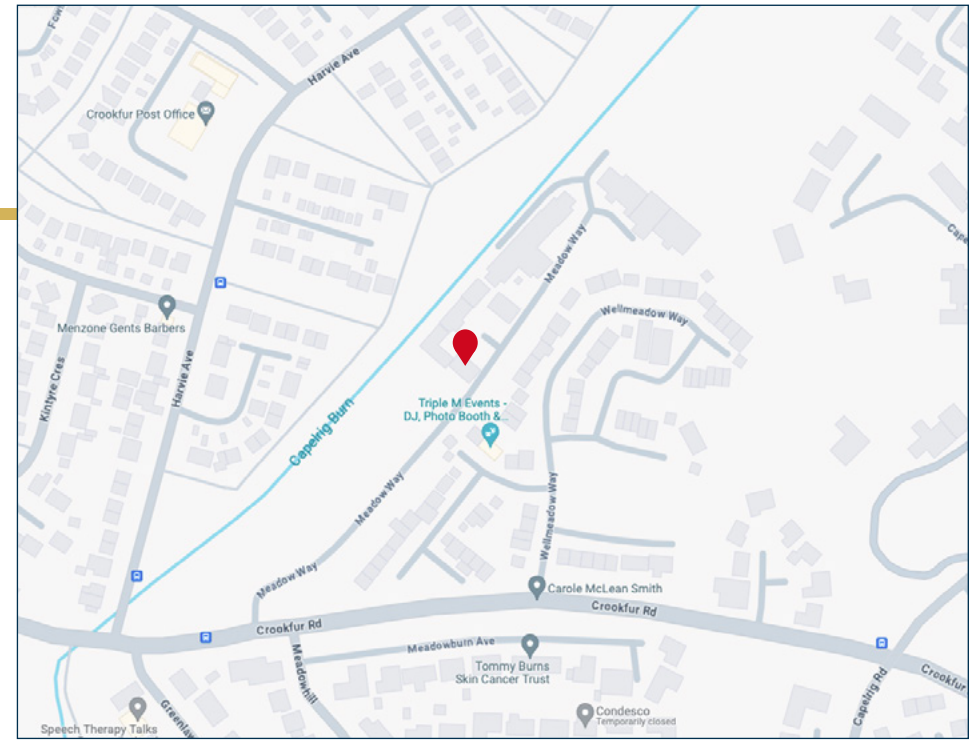 Harvie Ave
Crookfur Post Office
Meadow Way
Wellmeadow Way
Menzone Gents Barbers
Kintyre Cres
Harvie Ave
Triple M Events -
DJ, Photo Booth &...
Capelrig Burn
Meadow Way
Wellmeadow Way
Meadow Way
Carole McLean Smith
Crookfur Rd
Crookfur Rd
Meadowburn Ave
Meadowhill
Tommy Burns
Skin Cancer Trust
Crookfur
Capelrig Rd
Condesco
Temporarily closed
Speech Therapy Talks